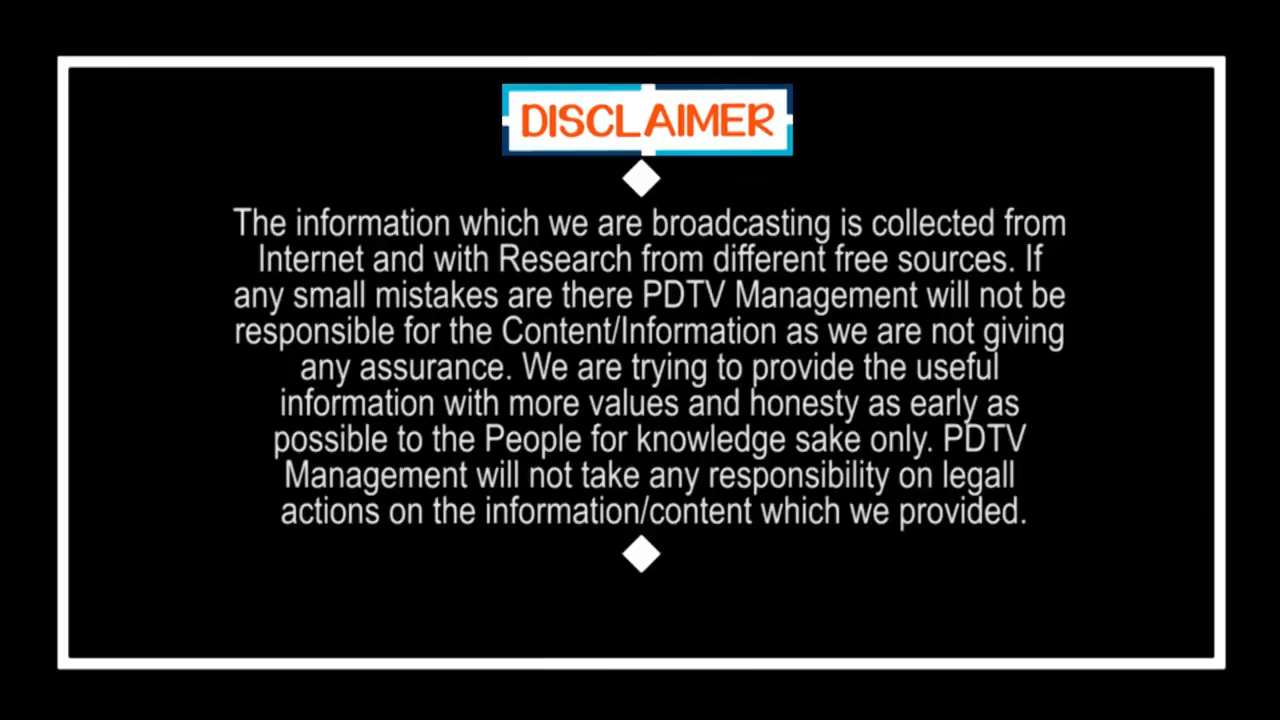 DISCLAIMER
The information which we are broadcasting is collected from
Internet and with Research from different free sources. If
any small mistakes are there PDTV Management will not be
responsible for the Content/Information as we are not giving
any assurance. We are trying to provide the useful
information with more values and honesty as early as
possible to the People for knowledge sake only. PDTV
Management will not take any responsibility on legall
actions on the information/content which we provided.